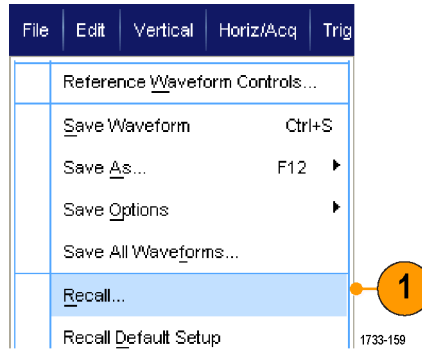 File Edit Vertical Horiz/Acq Trig
Reference Waveform Controls...
Save Waveform Ctrl+S
Save As... F12
Save Options
Save All Waveforms...
Recall... 1
Recall Default Setup
1733-159